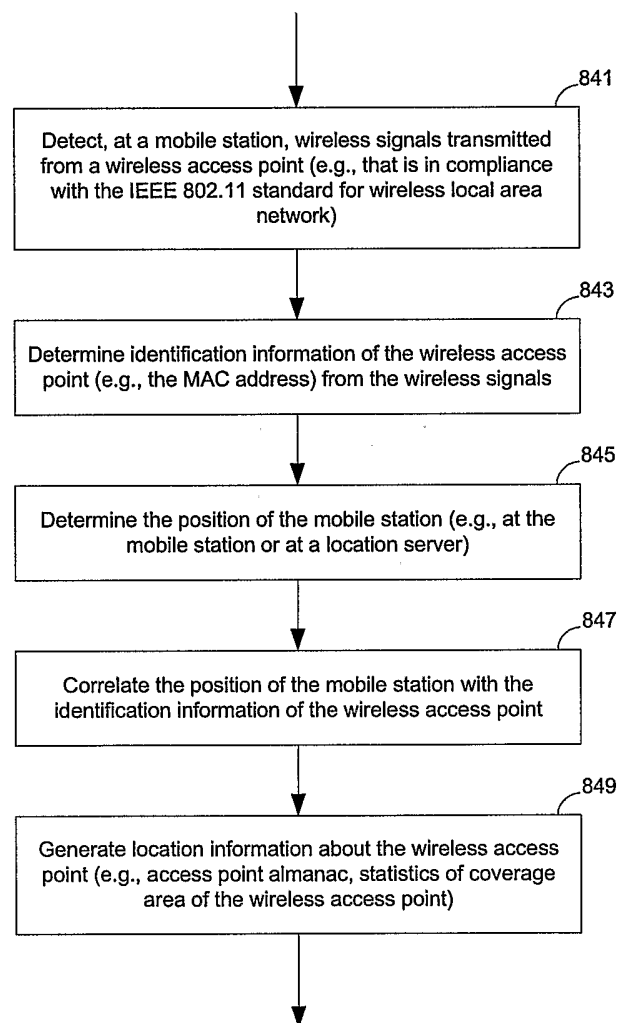 841
Detect, at a mobile station, wireless signals transmitted
from a wireless access point (e.g., that is in compliance
with the IEEE 802.11 standard for wireless local area
network)
843
Determine identification information of the wireless access
point (e.g., the MAC address) from the wireless signals
845
Determine the position of the mobile station (e.g., at the
mobile station or at a location server)
847
Correlate the position of the mobile station with the
identification information of the wireless access point
849
Generate location information about the wireless access
point (e.g., access point almanac, statistics of coverage
area of the wireless access point)